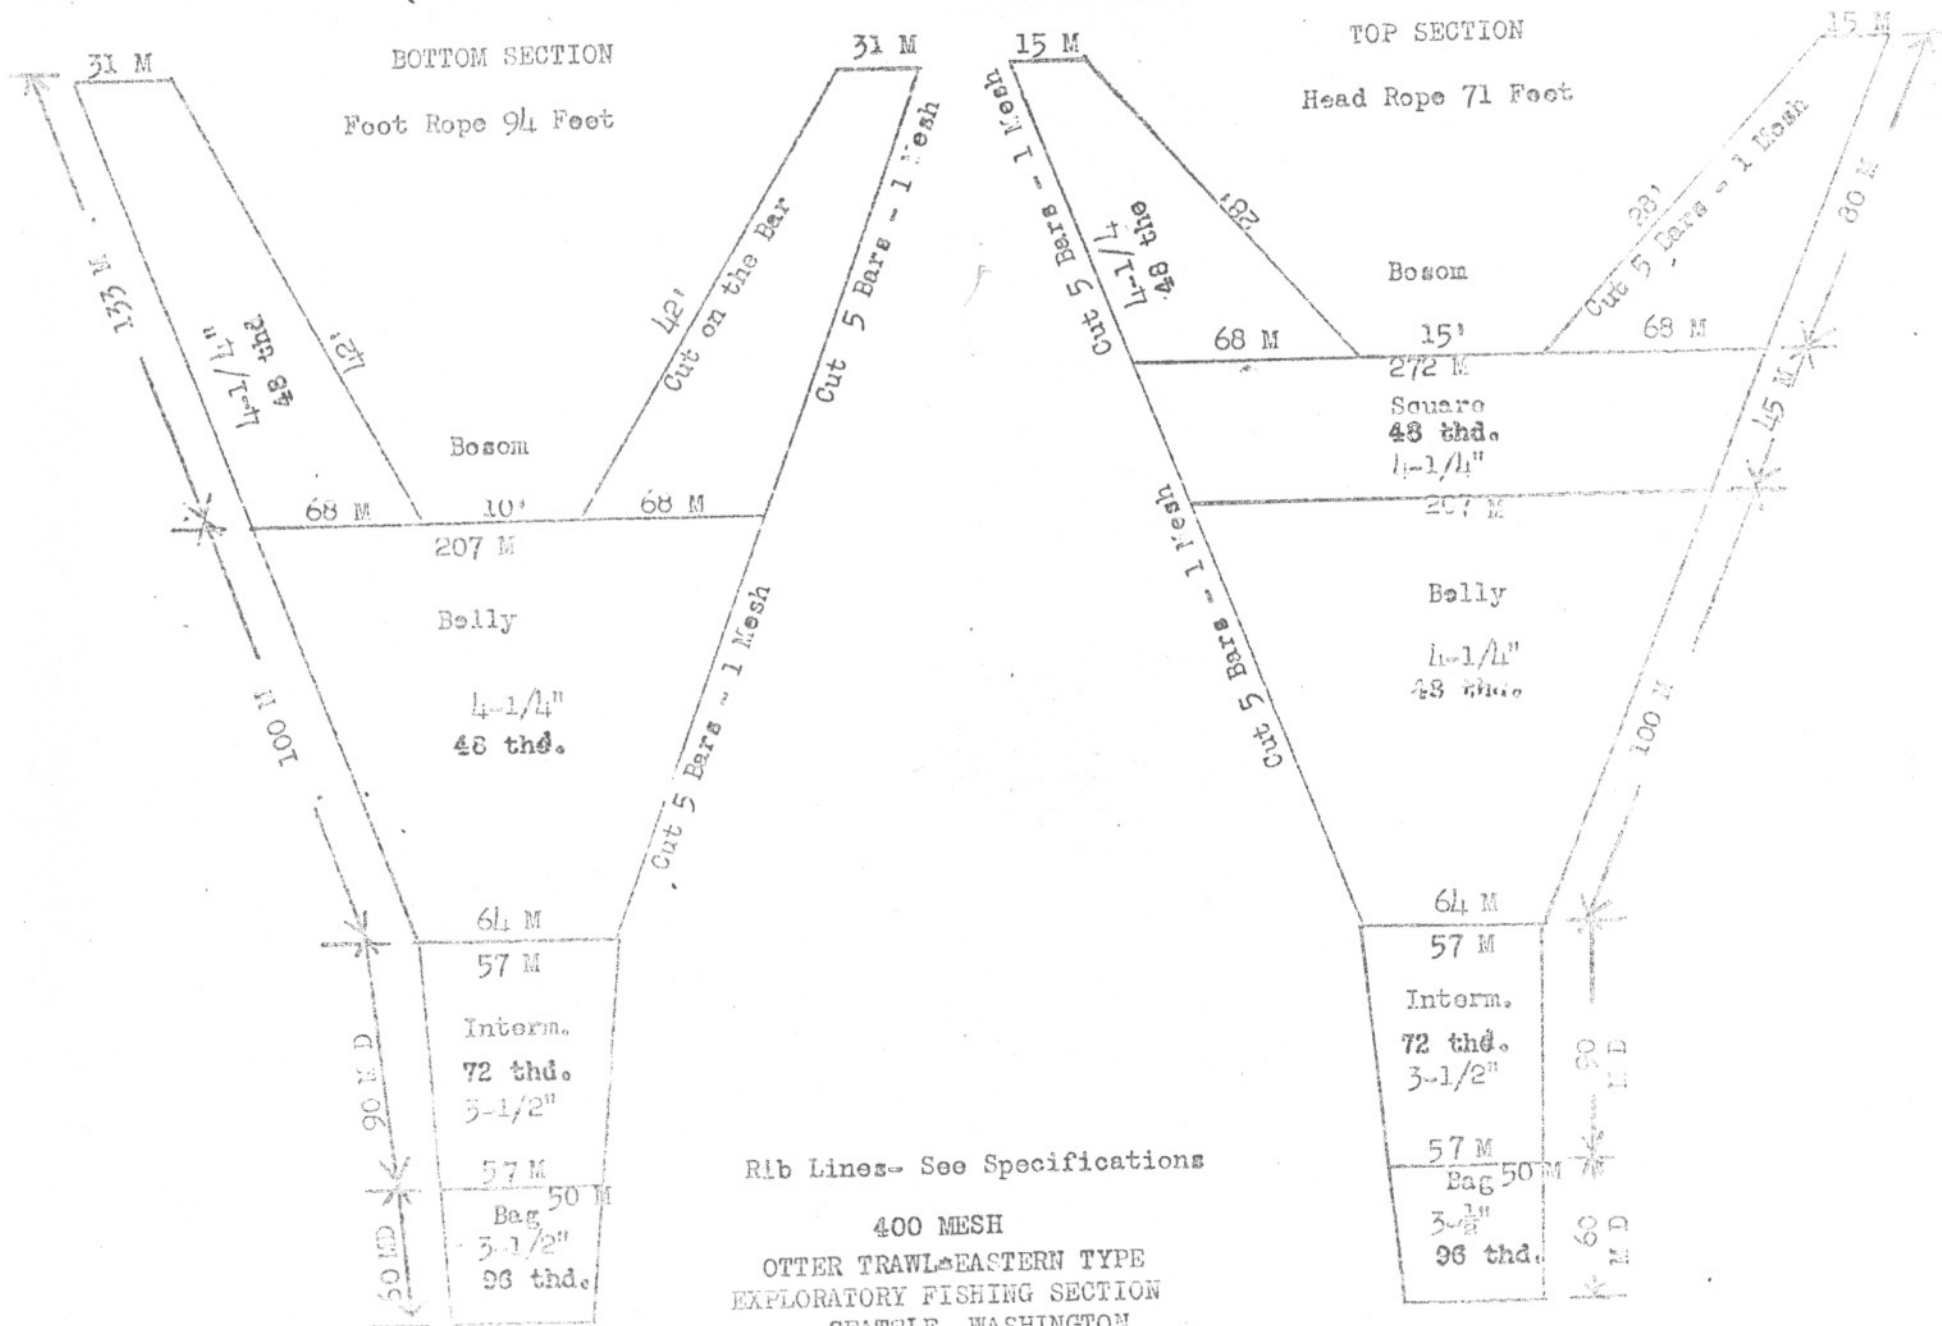 BOTTOM SECTION
Foot Rope 94 Feet
31 M
31 M
133 M
4-1/4"
48 thd
42'
42'
Cut on the Bar
Cut 5 Bars - 1 Mesh
Bosom
68 M
10'
68 M
207 M
Belly
4-1/4"
48 thd.
100 M
Cut 5 Bars - 1 Mesh
64 M
57 M
Interm.
72 thd.
3-1/2"
90 M D
57 M
50 M
Bag
3-1/2"
96 thd.
60 MD
TOP SECTION
Head Rope 71 Feet
15 M
15 M
Cut 5 Bars - 1 Mesh
4-1/4
48 the
28'
28'
Cut 5 Bars - 1 Mesh
80 M
Bosom
68 M
15'
68 M
272 M
Square
48 thd.
4-1/4"
45 M
207 M
Cut 5 Bars - 1 Mesh
Belly
4-1/4"
48 thd.
100 M
64 M
57 M
Interm.
72 thd.
3-1/2"
90
M D
57 M
Bag 50 M
3-½"
96 thd.
60
M D
Rib Lines- See Specifications
400 MESH
OTTER TRAWL-EASTERN TYPE
EXPLORATORY FISHING SECTION
SEATTLE, WASHINGTON